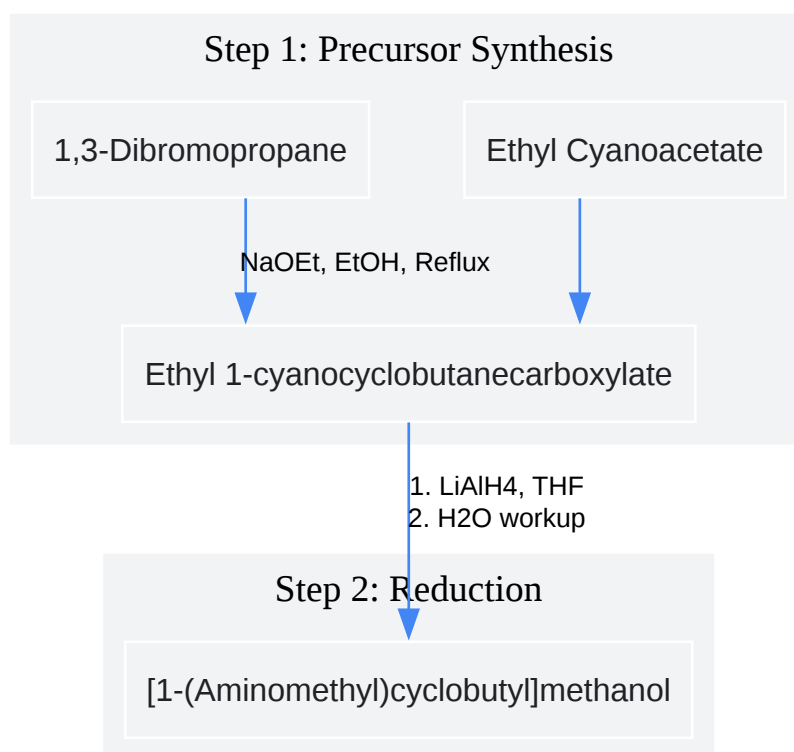 Step 1: Precursor Synthesis
1,3-Dibromopropane
Ethyl Cyanoacetate
NaOEt, EtOH, Reflux
Ethyl 1-cyanocyclobutanecarboxylate
1. LiAlH4, THF
2. H2O workup
Step 2: Reduction
[1-(Aminomethyl)cyclobutyl]methanol